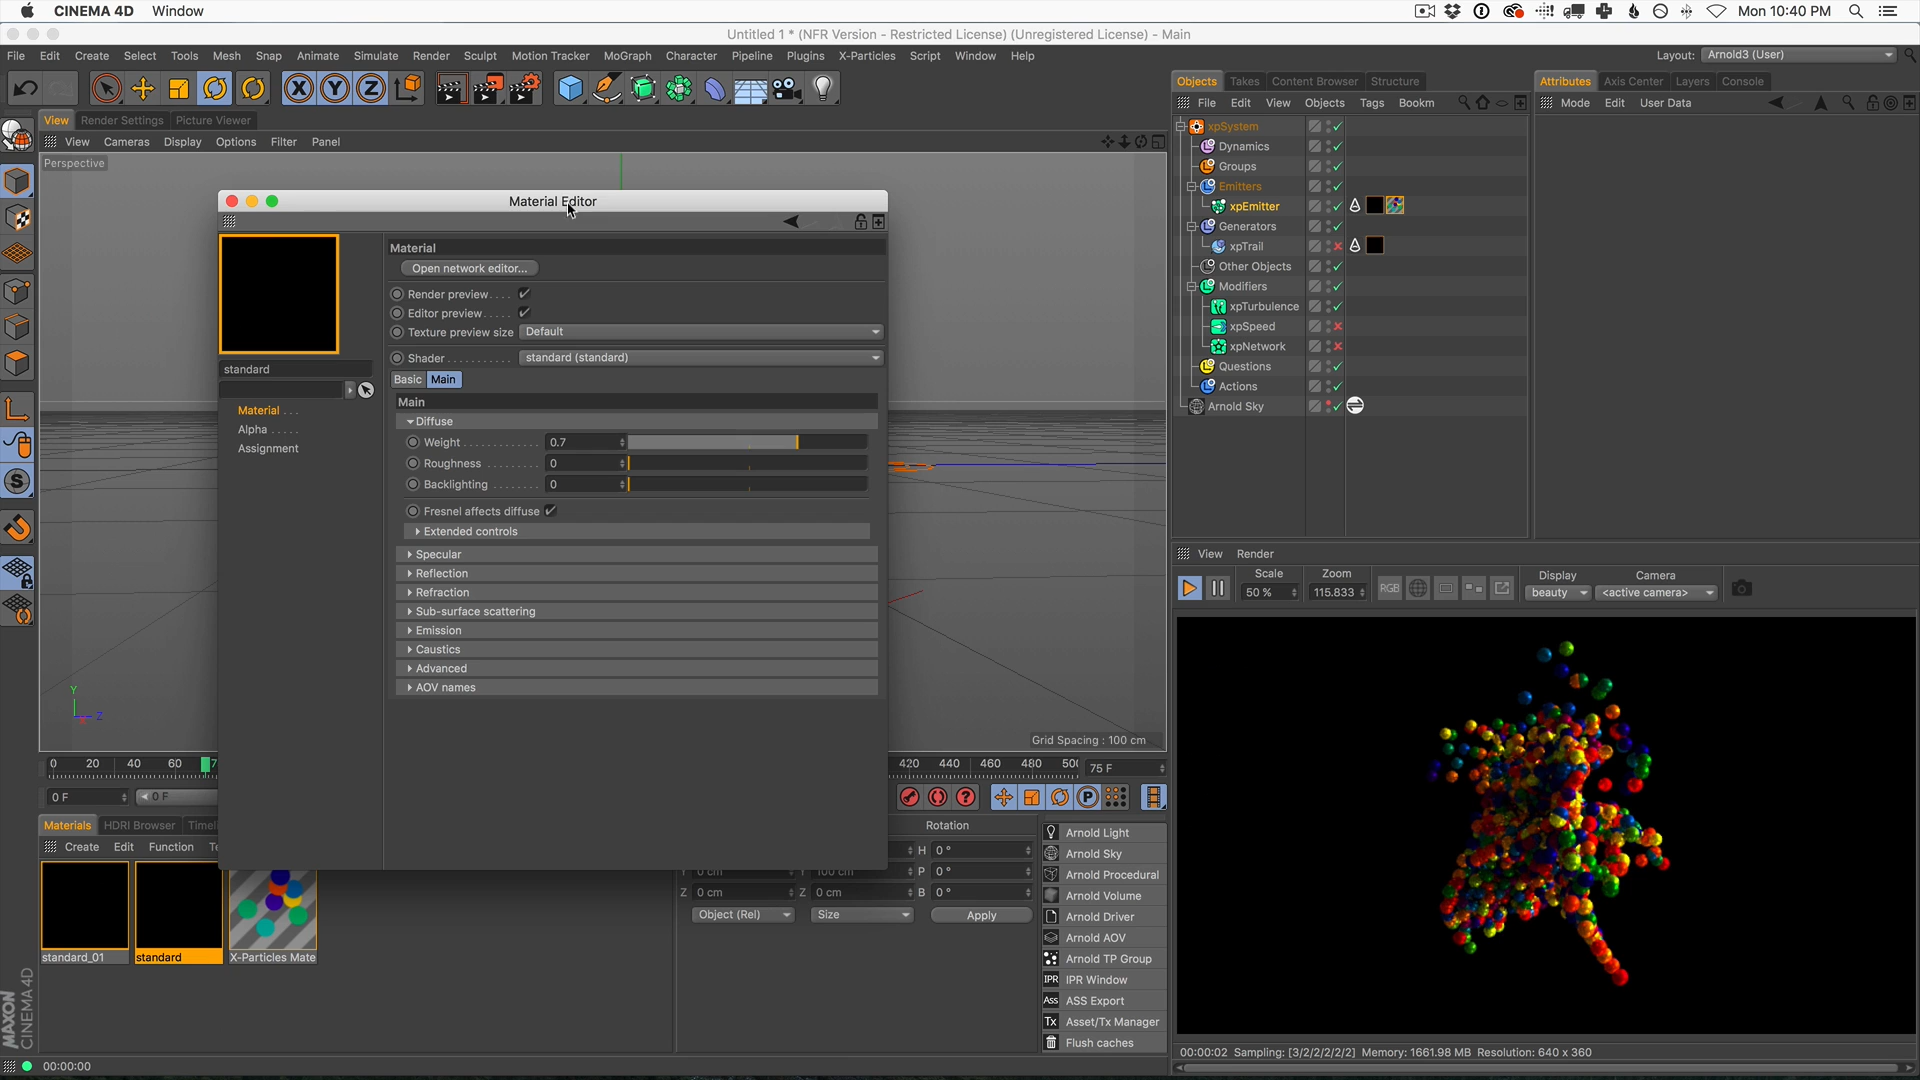 CINEMA 4D Window Mon 10:40 PM
Untitled 1 * (NFR Version - Restricted License) (Unregistered License) - Main
File Edit Create Select Tools Mesh Snap Animate Simulate Render Sculpt Motion Tracker MoGraph Character Pipeline Plugins X-Particles Script Window Help Layout: Arnold3 (User)
X Y Z
View Render Settings Picture Viewer
View Cameras Display Options Filter Panel
Perspective
Objects Takes Content Browser Structure
File Edit View Objects Tags Bookm
xpSystem
Dynamics
Groups
Emitters
xpEmitter
Generators
xpTrail
Other Objects
Modifiers
xpTurbulence
xpSpeed
xpNetwork
Questions
Actions
Arnold Sky
Attributes Axis Center Layers Console
Mode Edit User Data
Material Editor
standard
Material . . .
Alpha . . . . .
Assignment
Material
Open network editor...
Render preview . . . .
Editor preview . . . . .
Texture preview size Default
Shader . . . . . . . . . . . standard (standard)
Basic Main
Main
Diffuse
Weight . . . . . . . . . . . . . 0.7
Roughness . . . . . . . . . 0
Backlighting . . . . . . . . 0
Fresnel affects diffuse
Extended controls
Specular
Reflection
Refraction
Sub-surface scattering
Emission
Caustics
Advanced
AOV names
Y
Z
Grid Spacing : 100 cm
0 20 40 60 7 420 440 460 480 50 75 F
0 F 0 F
P
Materials HDRI Browser Timel
Create Edit Function Te
standard_01 standard X-Particles Mate
MAXON
CINEMA 4D
Rotation
H 0 °
Y 0 cm Y 100 cm P 0 °
Z 0 cm Z 0 cm B 0 °
Object (Rel) Size Apply
Arnold Light
Arnold Sky
Arnold Procedural
Arnold Volume
Arnold Driver
Arnold AOV
Arnold TP Group
IPR IPR Window
Ass ASS Export
Tx Asset/Tx Manager
Flush caches
View Render
Scale Zoom Display Camera
50 % 115.833 RGB beauty <active camera>
00:00:02 Sampling: [3/2/2/2/2/2] Memory: 1661.98 MB Resolution: 640 x 360
00:00:00